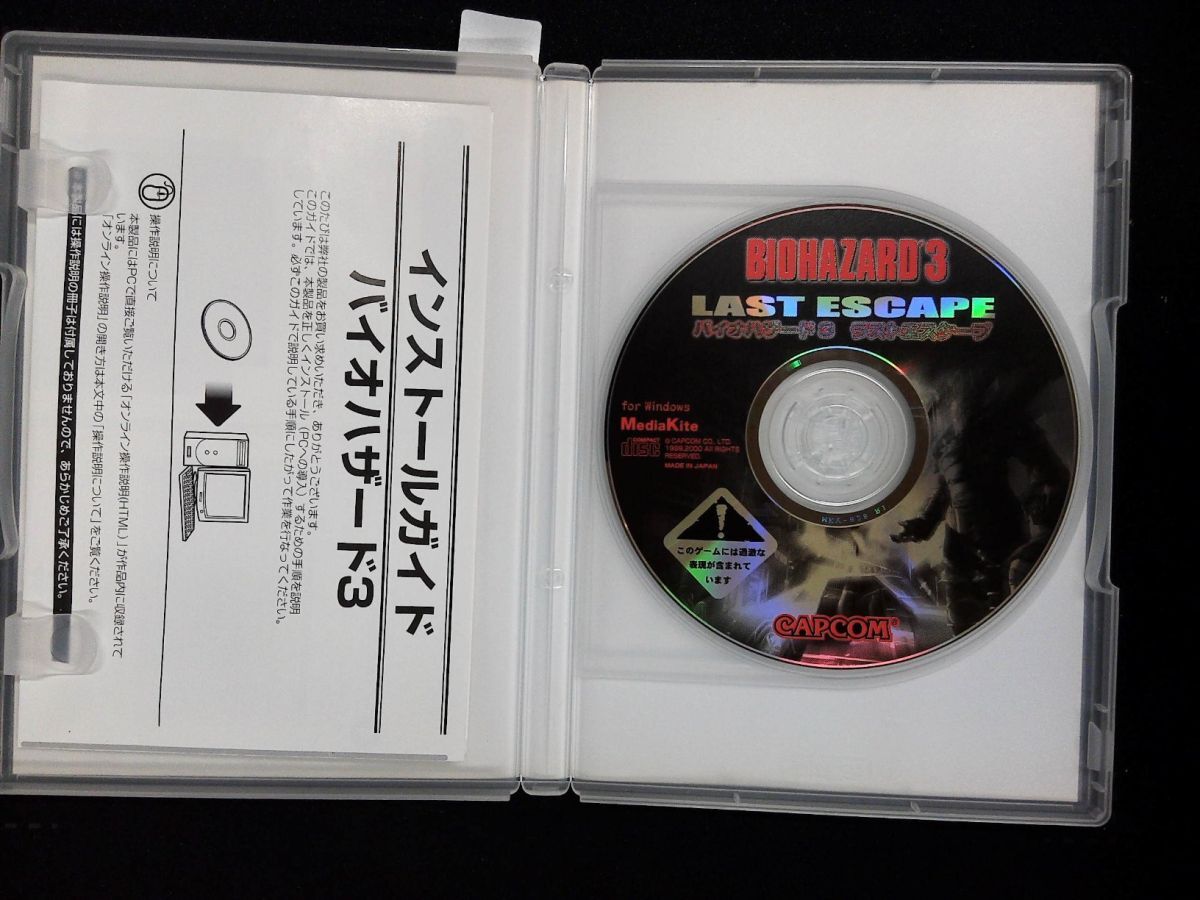 インストールガイド
バイオハザード3
このたびは弊社の製品をお買い求めいただき、ありがとうございます。
このガイドでは、本製品を正しくインストール（PCへの導入）するための手順を説明
しています。必ずこのガイドで説明している手順にしたがって作業を行なってください。
操作説明について
本製品にはPCで直接ご覧いただける「オンライン操作説明(HTML)」が作品内に収録されて
います。
「オンライン操作説明」の開き方は本文中の「操作説明について」をご覧ください。
本製品には操作説明の冊子は付属しておりませんので、あらかじめご了承ください。
BIOHAZARD®3
LAST ESCAPE
バイオハザード3 ラストエスケープ
for Windows
MediaKite
COMPACT
disc
© CAPCOM CO., LTD.
1999,2000 All RIGHTS
RESERVED.
MADE IN JAPAN
このゲームには過激な
表現が含まれて
います
CAPCOM®